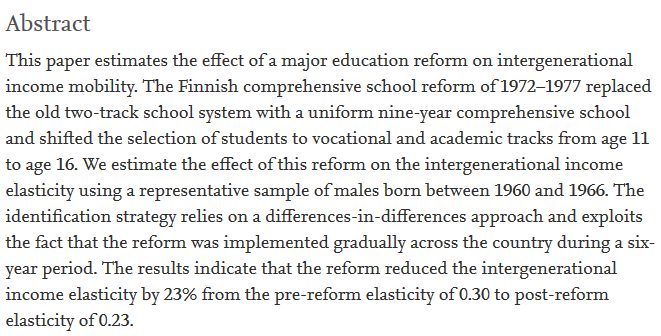 Abstract
This paper estimates the effect of a major education reform on intergenerational
income mobility. The Finnish comprehensive school reform of 1972–1977 replaced
the old two-track school system with a uniform nine-year comprehensive school
and shifted the selection of students to vocational and academic tracks from age 11
to age 16. We estimate the effect of this reform on the intergenerational income
elasticity using a representative sample of males born between 1960 and 1966. The
identification strategy relies on a differences-in-differences approach and exploits
the fact that the reform was implemented gradually across the country during a six-
year period. The results indicate that the reform reduced the intergenerational
income elasticity by 23% from the pre-reform elasticity of 0.30 to post-reform
elasticity of 0.23.